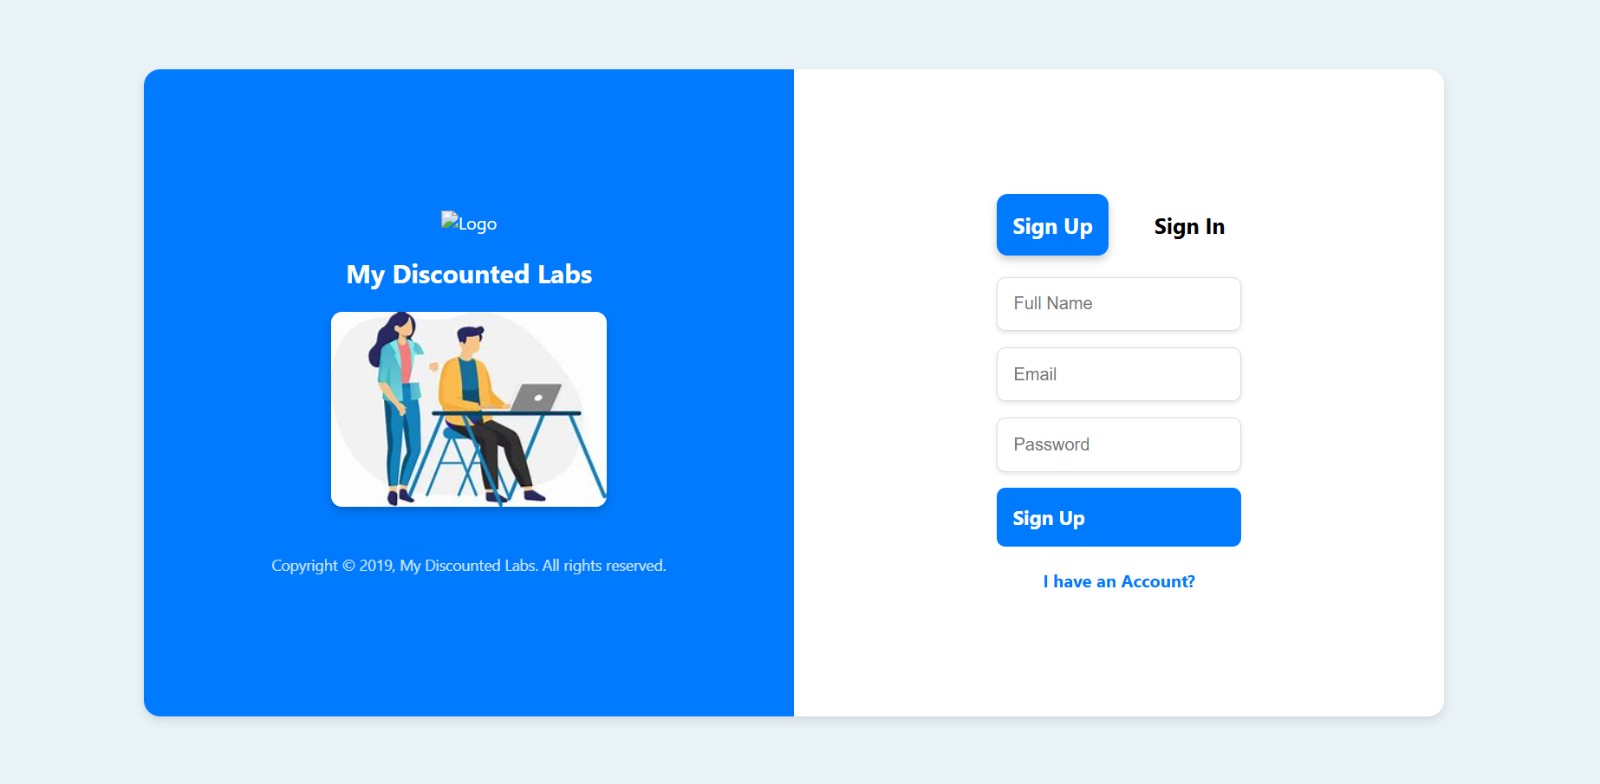 Logo
My Discounted Labs
Copyright © 2019, My Discounted Labs. All rights reserved.
Sign Up
Sign In
Full Name
Email
Password
Sign Up
I have an Account?